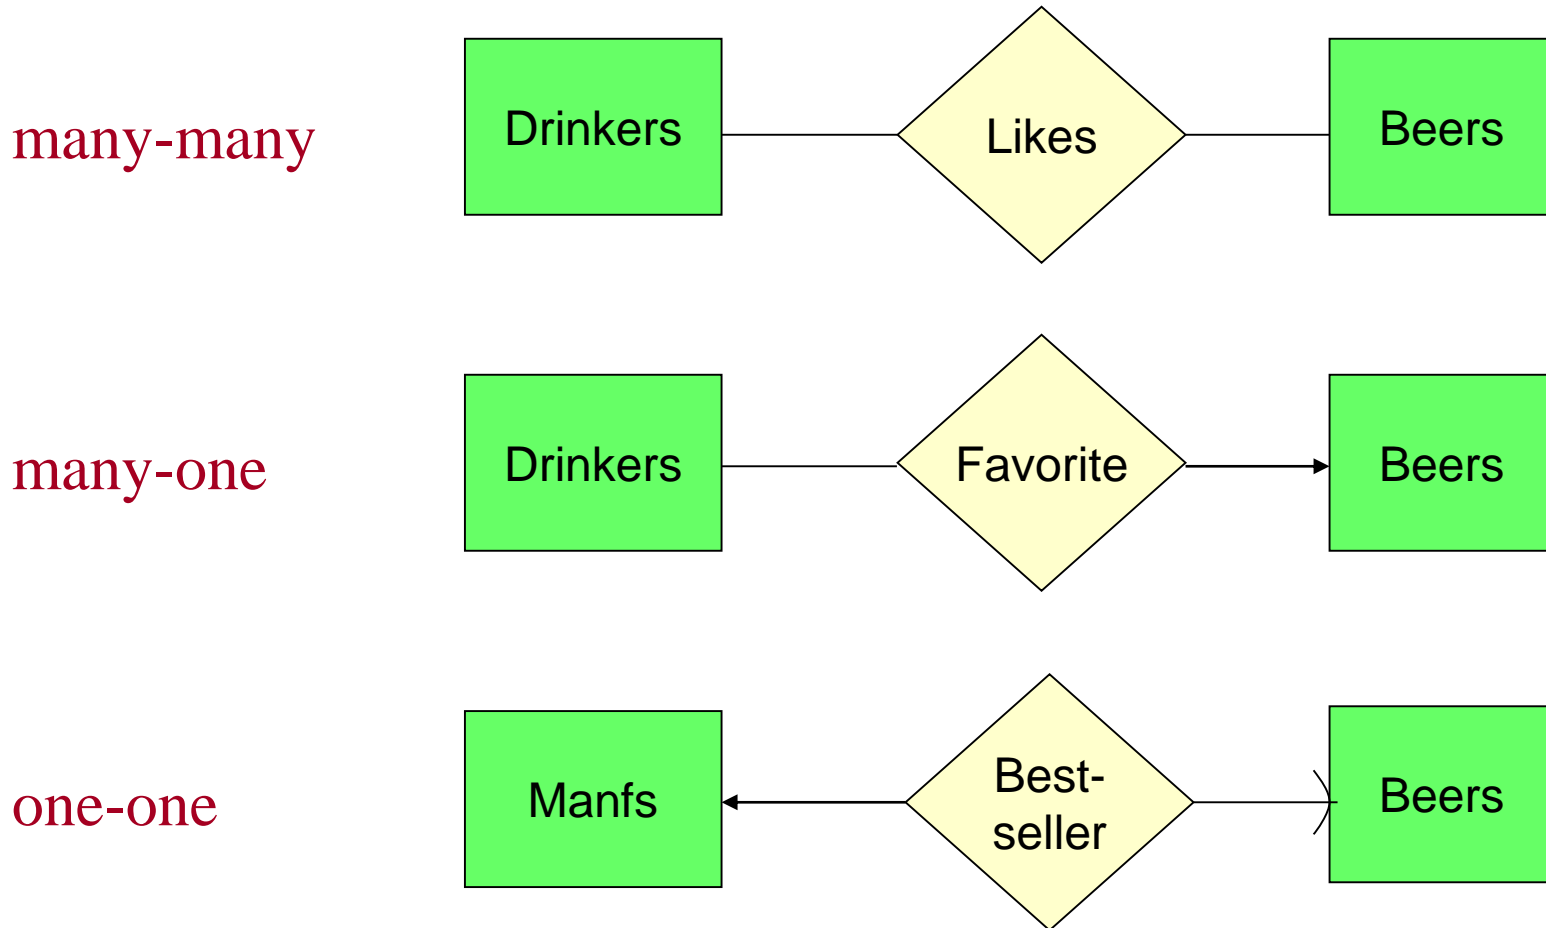 many-many
Drinkers
Likes
Beers
many-one
Drinkers
Favorite
Beers
one-one
Manfs
Best-
seller
Beers